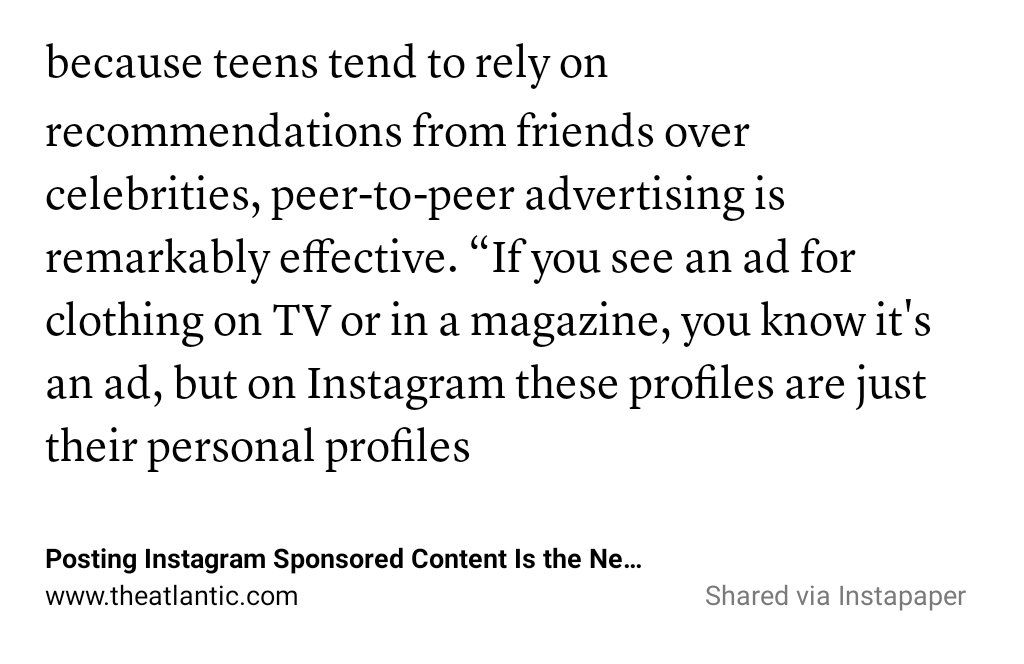 because teens tend to rely on
recommendations from friends over
celebrities, peer-to-peer advertising is
remarkably effective. “If you see an ad for
clothing on TV or in a magazine, you know it's
an ad, but on Instagram these profiles are just
their personal profiles
Posting Instagram Sponsored Content Is the Ne…
www.theatlantic.com
Shared via Instapaper